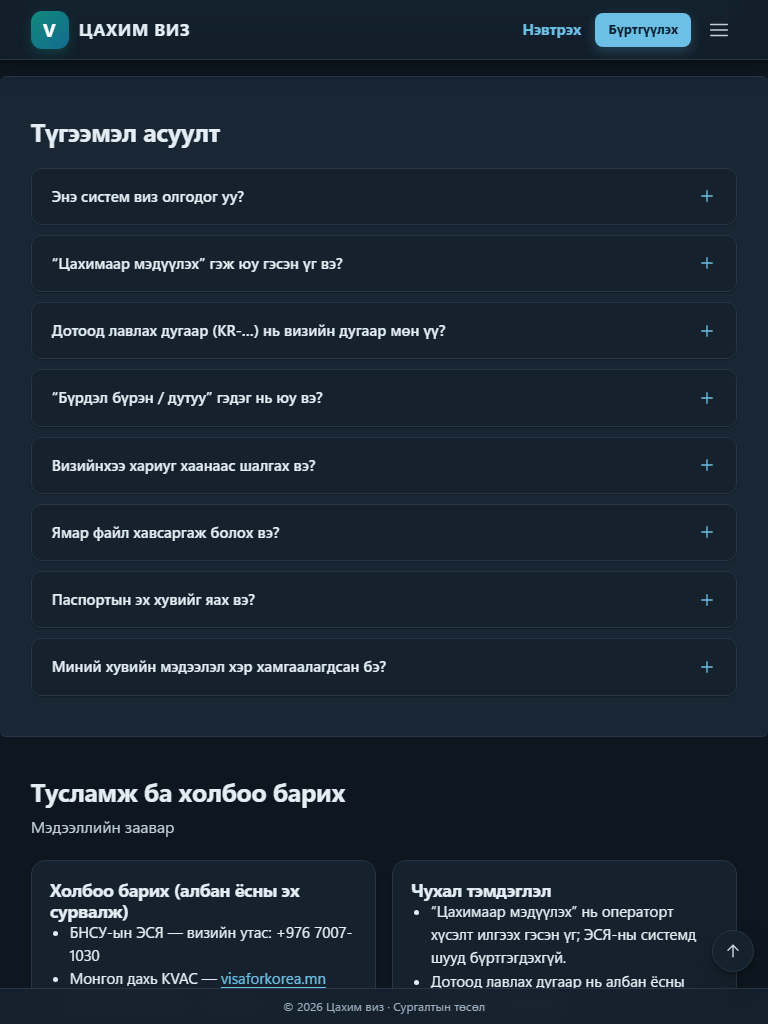 V ЦАХИМ ВИЗ
Нэвтрэх
Бүртгүүлэх
Түгээмэл асуулт
Энэ систем виз олгодог уу?
“Цахимаар мэдүүлэх” гэж юу гэсэн үг вэ?
Дотоод лавлах дугаар (KR-...) нь визийн дугаар мөн үү?
“Бүрдэл бүрэн / дутуу” гэдэг нь юу вэ?
Визийнхээ хариуг хаанаас шалгах вэ?
Ямар файл хавсаргаж болох вэ?
Паспортын эх хувийг яах вэ?
Миний хувийн мэдээлэл хэр хамгаалагдсан бэ?
Тусламж ба холбоо барих
Мэдээллийн заавар
Холбоо барих (албан ёсны эх
сурвалж)
• БНСУ-ын ЭСЯ — визийн утас: +976 7007-
1030
• Монгол дахь KVAC — visaforkorea.mn
Чухал тэмдэглэл
• “Цахимаар мэдүүлэх” нь операторт
хүсэлт илгээх гэсэн үг; ЭСЯ-ны системд
шууд бүртгэгдэхгүй.
• Дотоод лавлах дугаар нь албан ёсны
© 2026 Цахим виз · Сургалтын төсөл